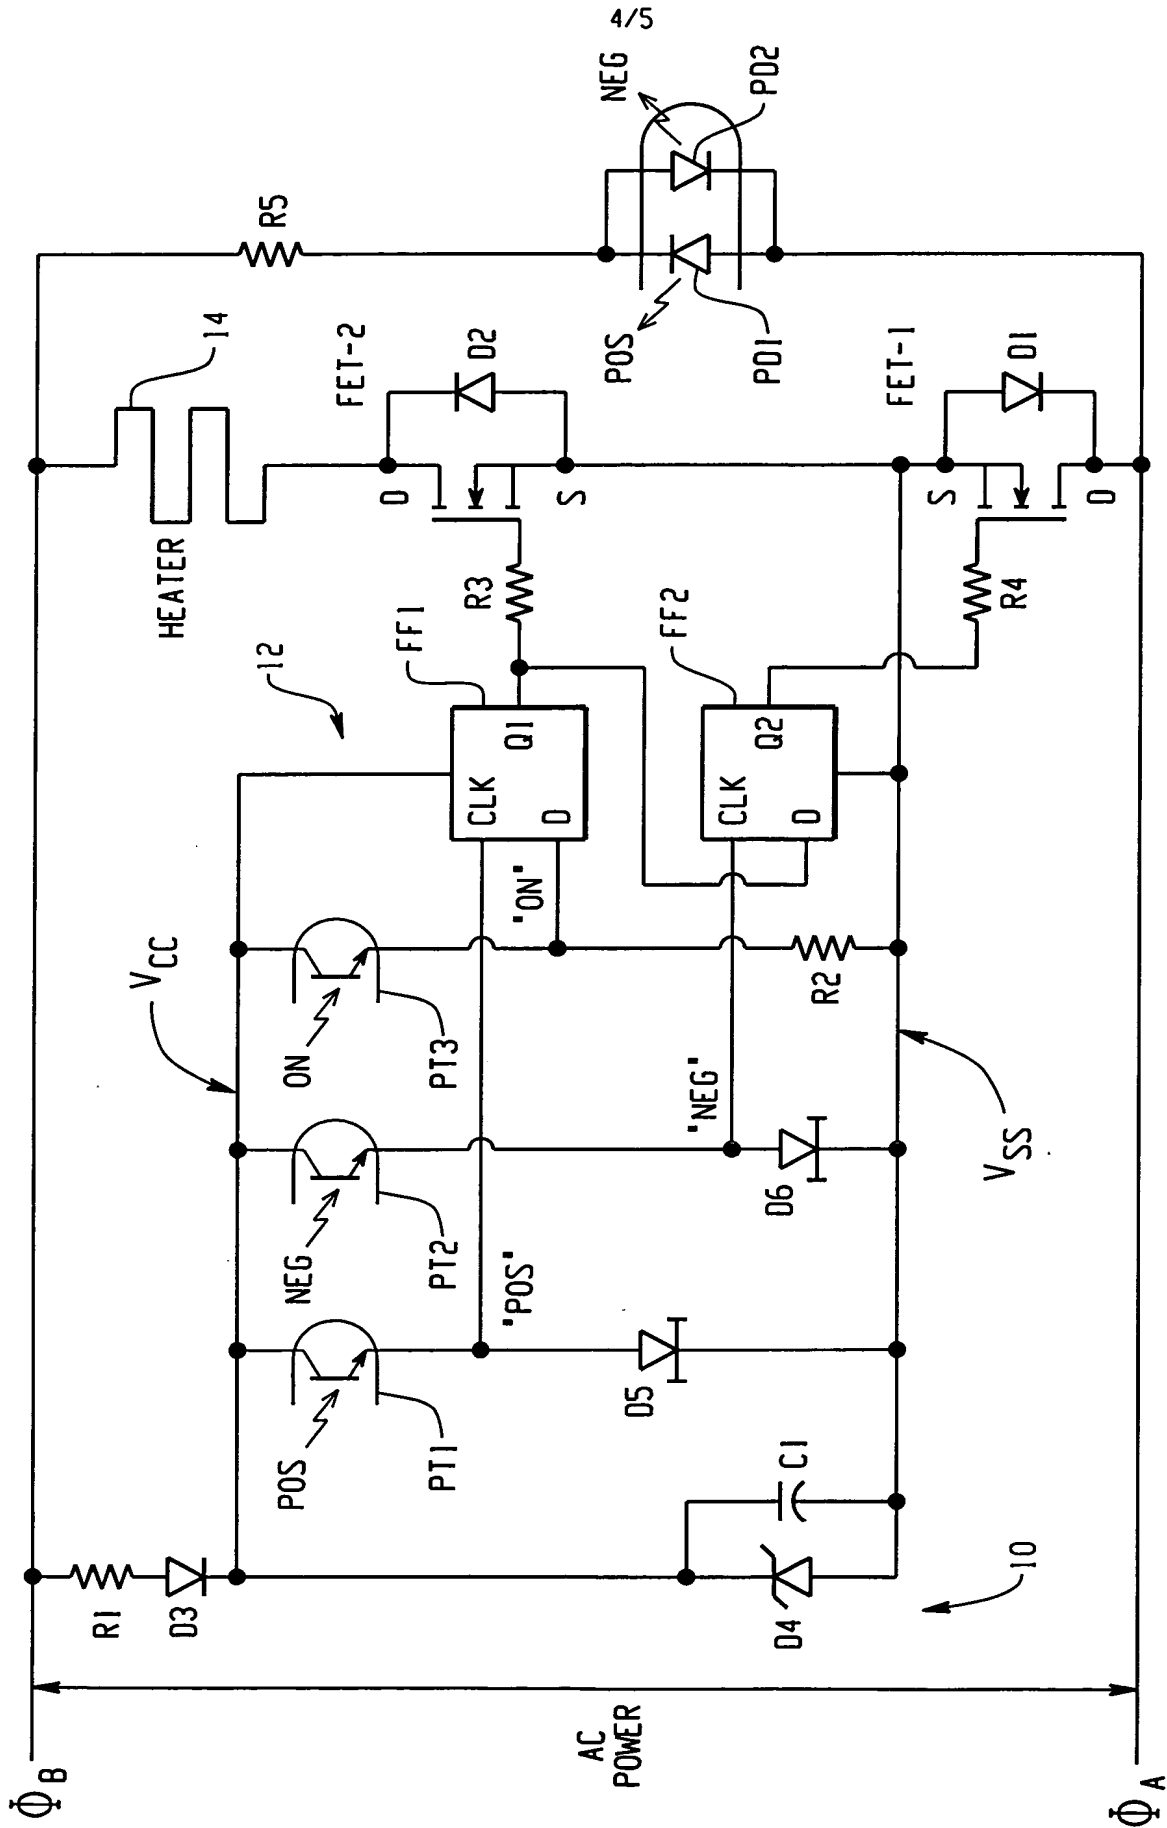 4/5
Φ B
Φ A
AC
POWER
R1
D3
D4
C1
10
POS
PT1
"POS"
D5
NEG
PT2
"NEG"
D6
VSS
VCC
ON
PT3
"ON"
R2
12
FF1
CLK
Q1
D
FF2
CLK
Q2
D
R3
R4
HEATER
14
FET-2
D
S
D2
FET-1
S
D
D1
R5
POS
PD1
NEG
PD2